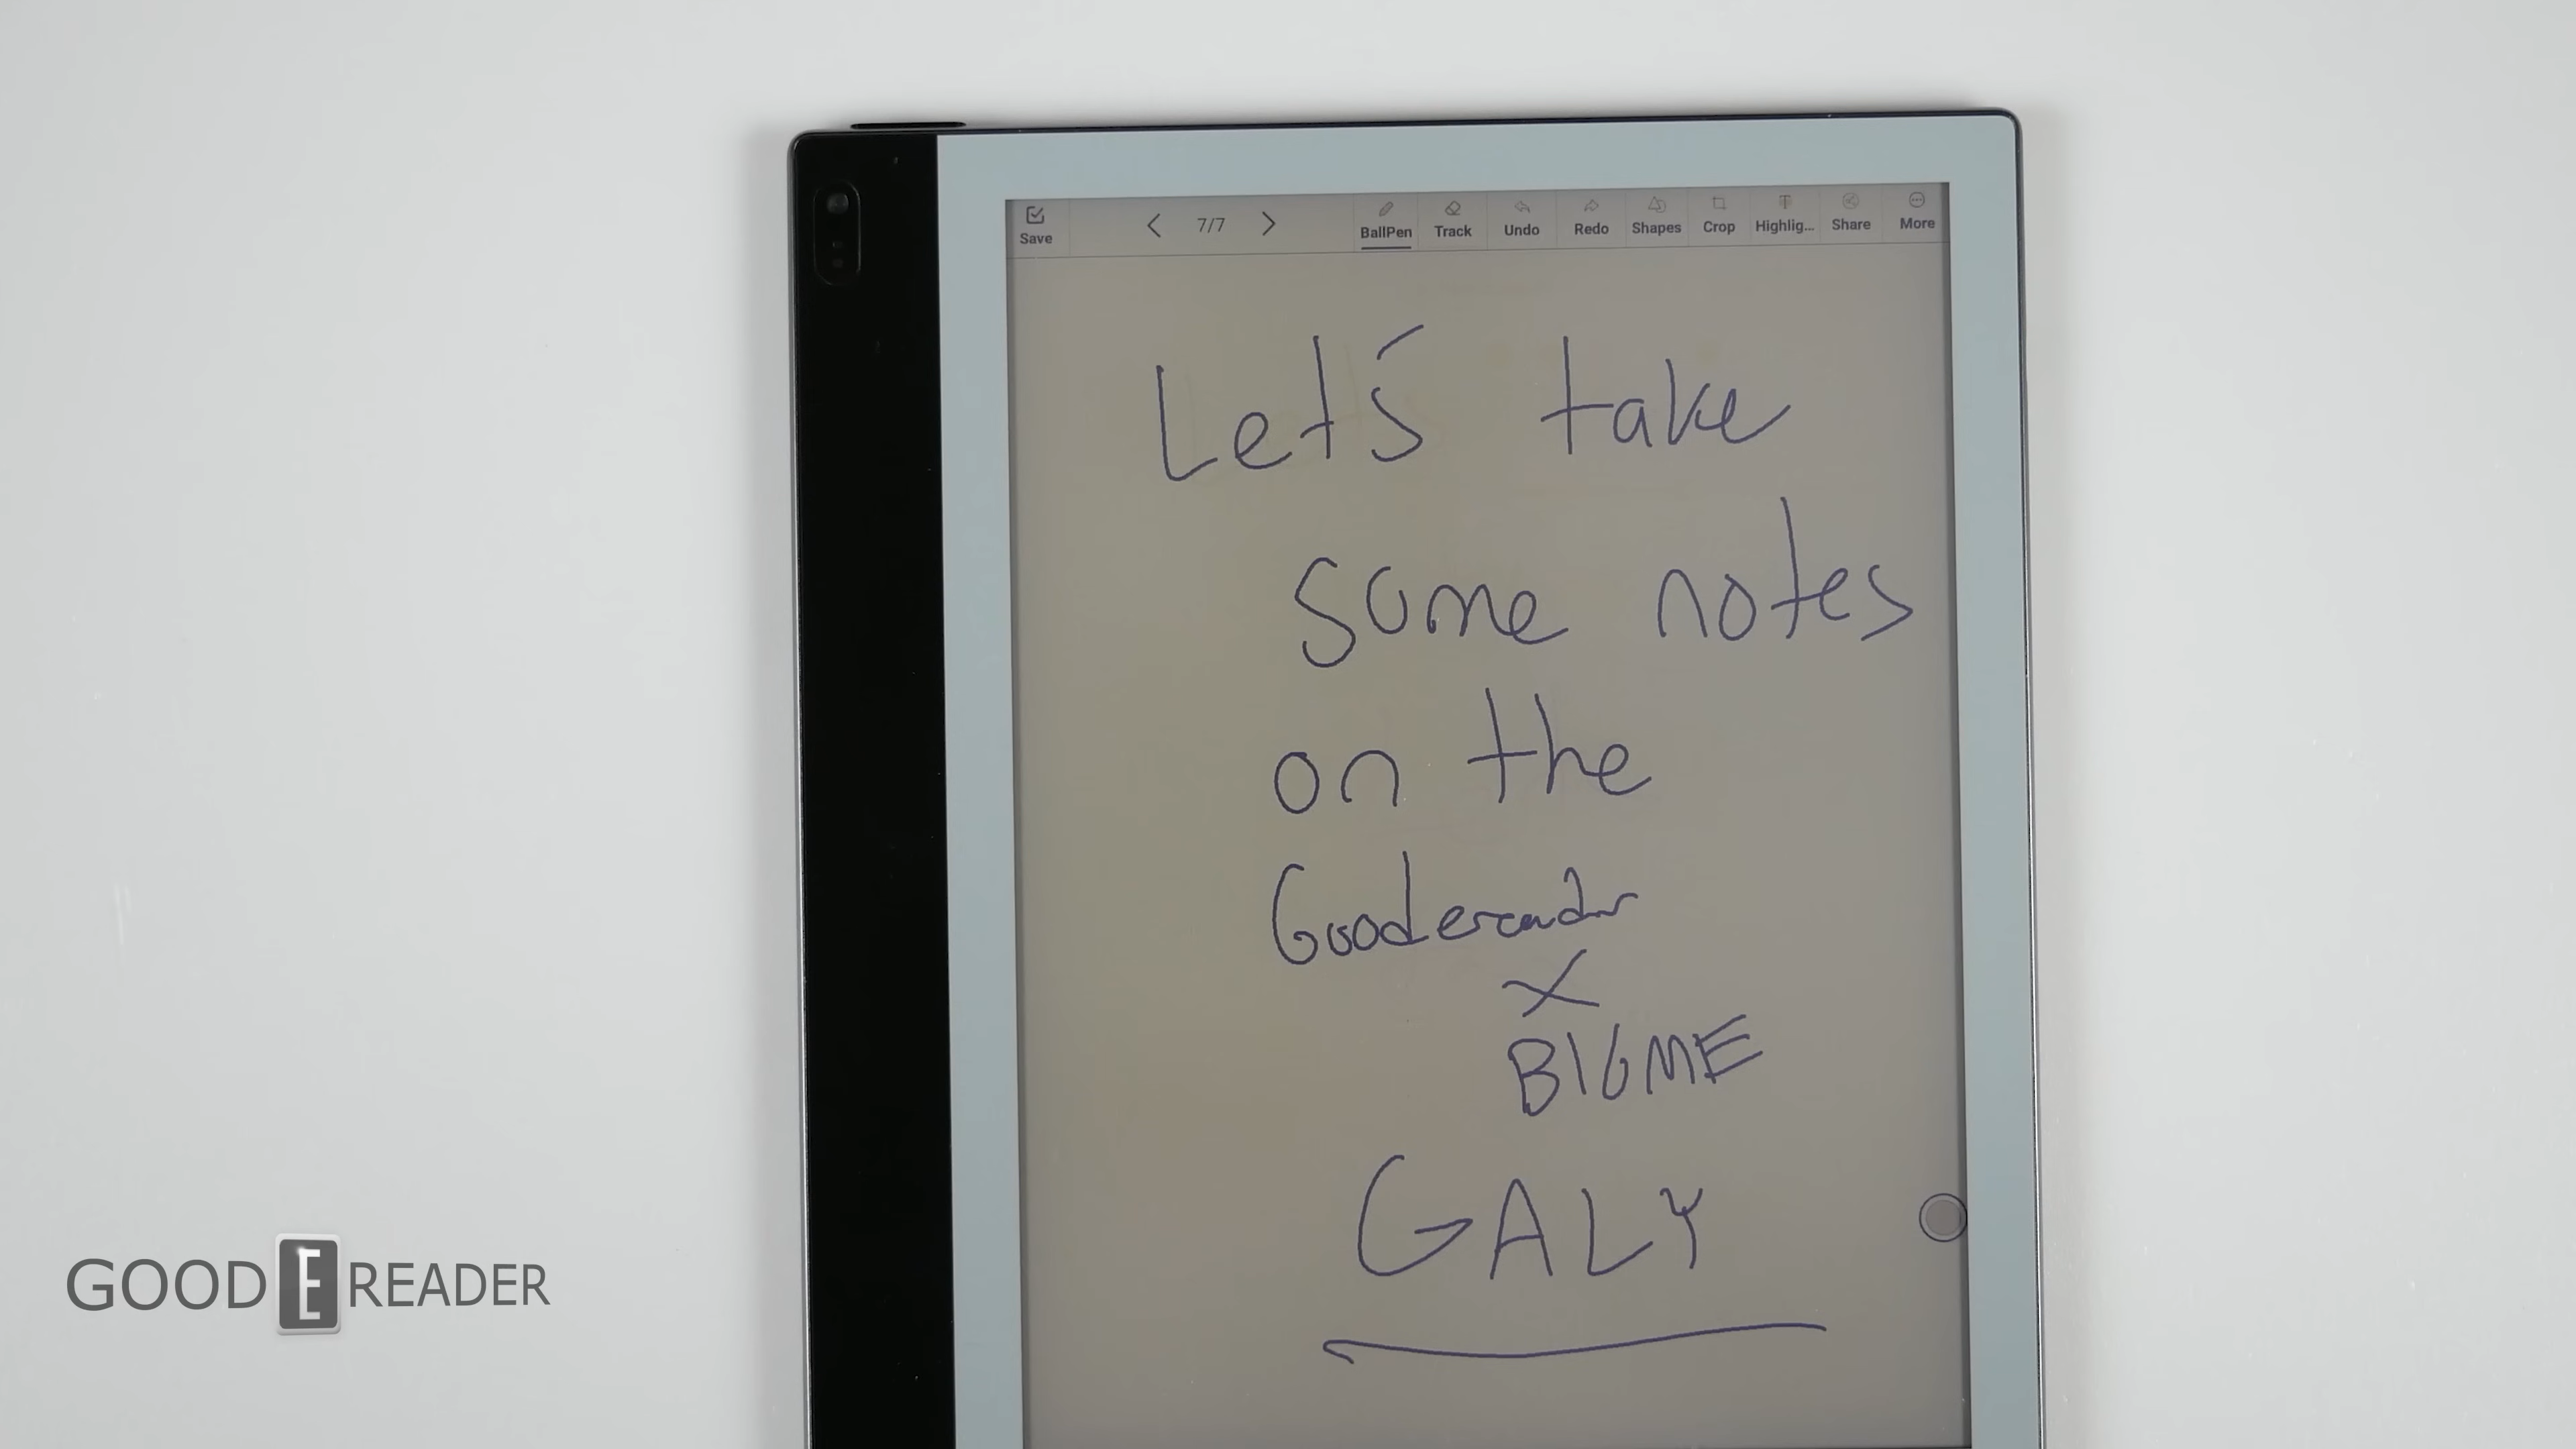 Save 7/7 BallPen Track Undo Redo Shapes Crop Highlig... Share More
Let's take
some notes
on the
Goodereader
X
BIGME
GALY
GOOD E READER